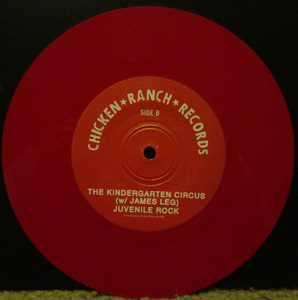 CHICKEN★RANCH★RECORDS
SIDE B
THE KINDERGARTEN CIRCUS
(w/ JAMES LEG)
JUVENILE ROCK